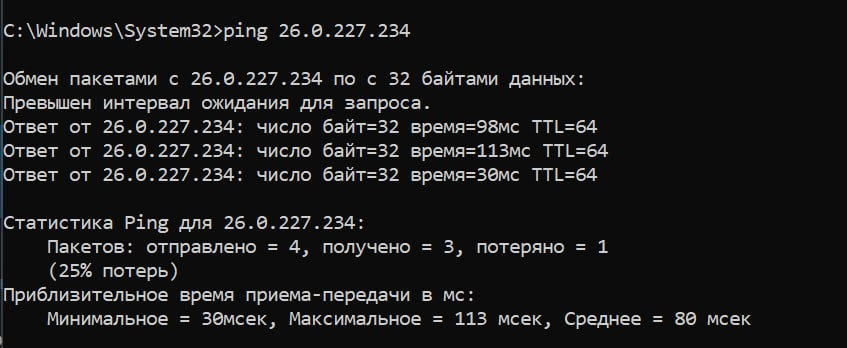 C:\Windows\System32>ping 26.0.227.234
Обмен пакетами с 26.0.227.234 по с 32 байтами данных:
Превышен интервал ожидания для запроса.
Ответ от 26.0.227.234: число байт=32 время=98мс TTL=64
Ответ от 26.0.227.234: число байт=32 время=113мс TTL=64
Ответ от 26.0.227.234: число байт=32 время=30мс TTL=64
Статистика Ping для 26.0.227.234:
Пакетов: отправлено = 4, получено = 3, потеряно = 1
(25% потерь)
Приблизительное время приема-передачи в мс:
Минимальное = 30мсек, Максимальное = 113 мсек, Среднее = 80 мсек